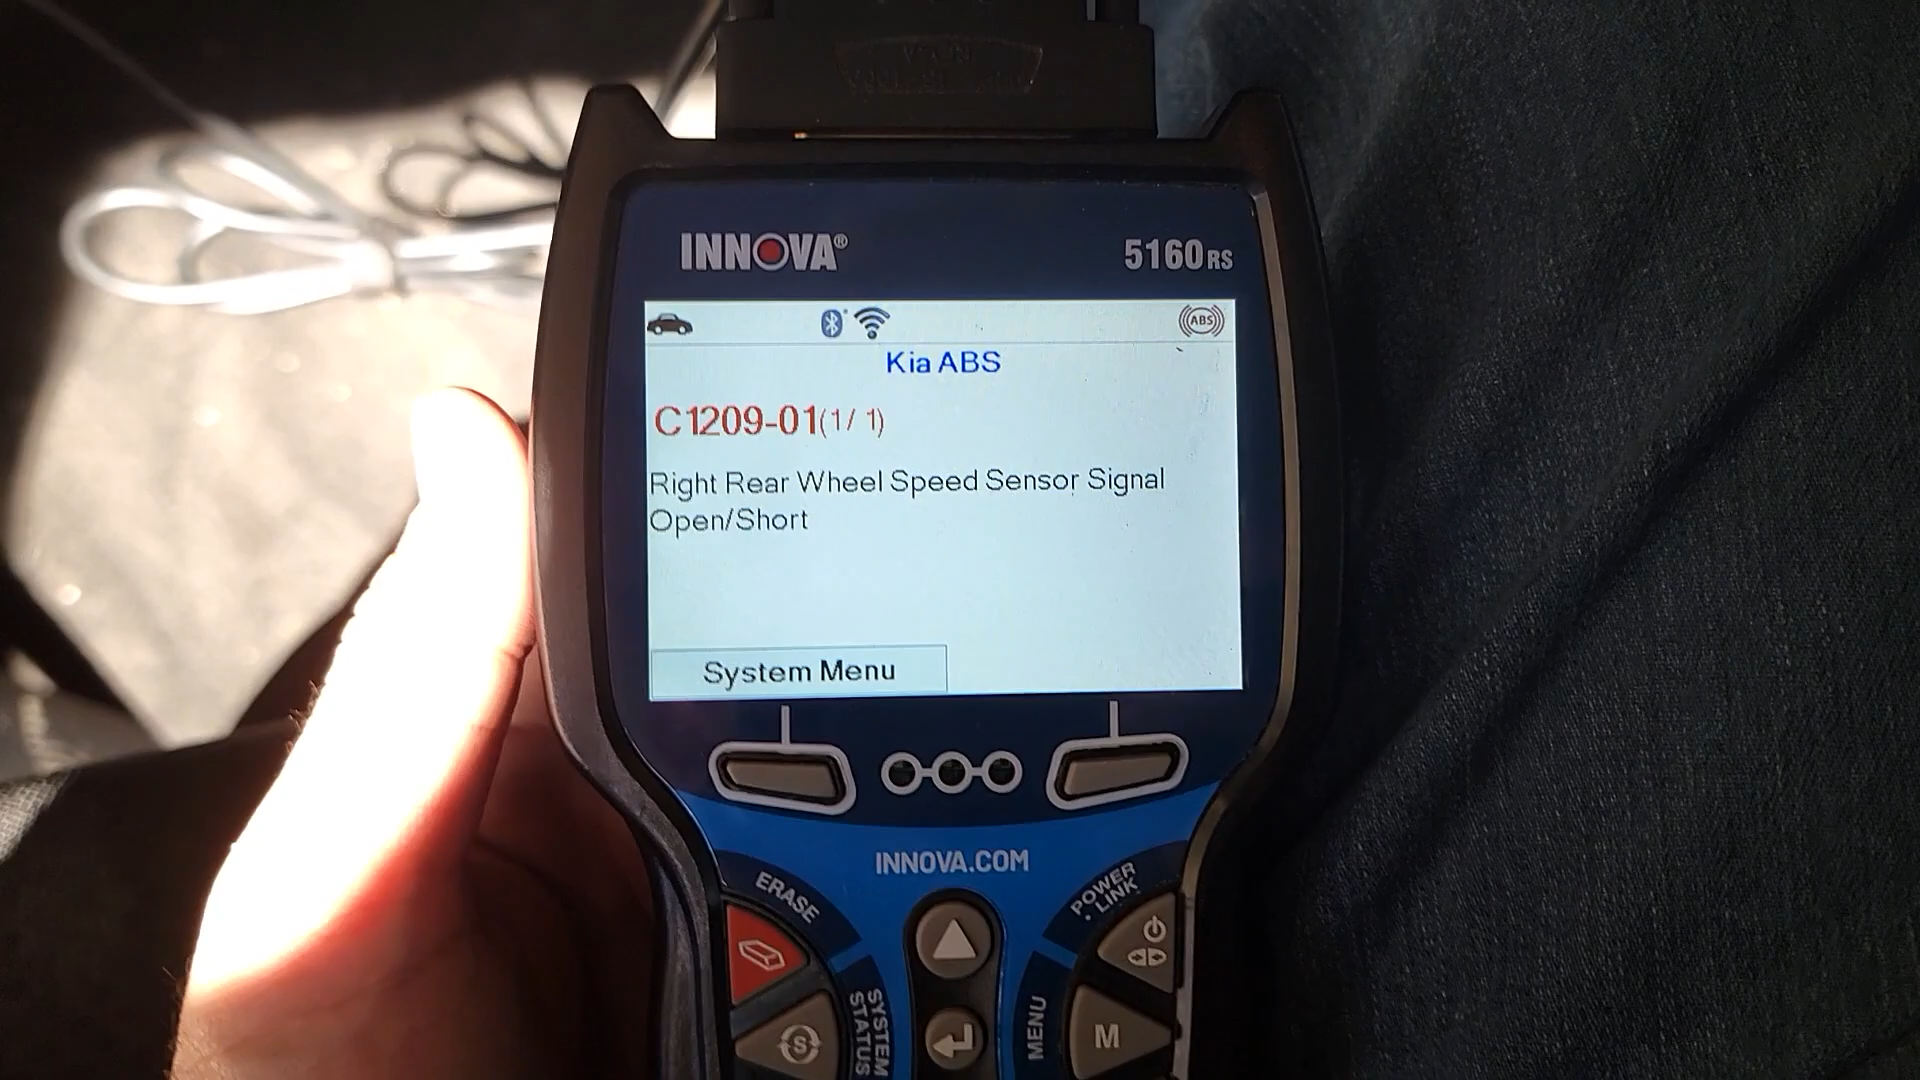 INNOVA®
5160RS
ABS
Kia ABS
C1209-01(1/ 1)
Right Rear Wheel Speed Sensor Signal
Open/Short
System Menu
INNOVA.COM
ERASE
POWER
LINK
SYSTEM
STATUS
S
MENU
M